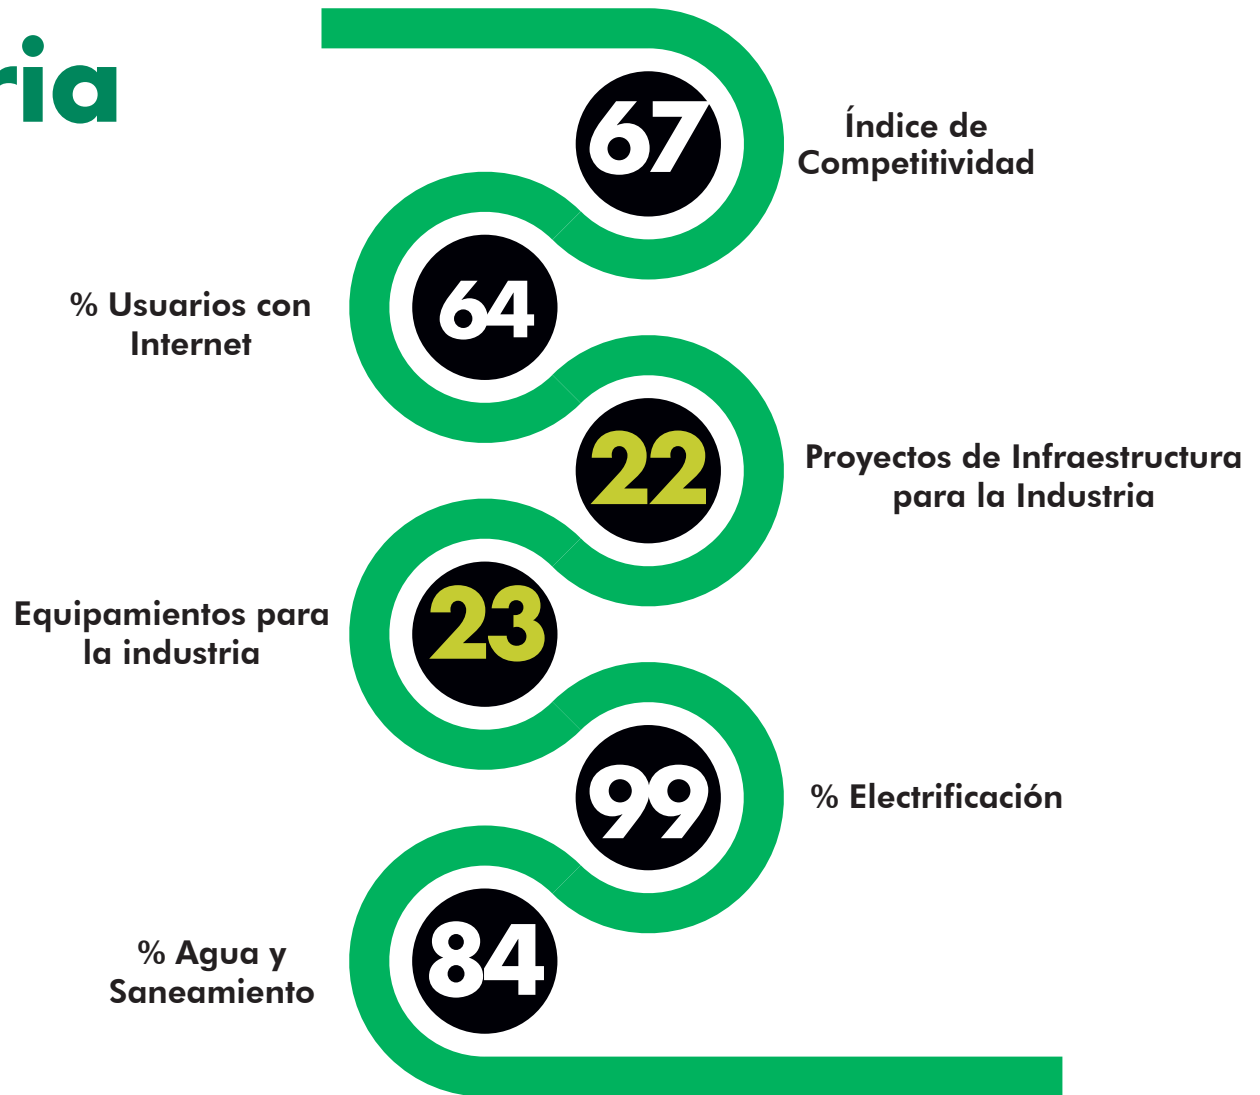 ria
67
Índice de
Competitividad
% Usuarios con
Internet
64
22
Proyectos de Infraestructura
para la Industria
Equipamientos para
la industria
23
99
% Electrificación
% Agua y
Saneamiento
84